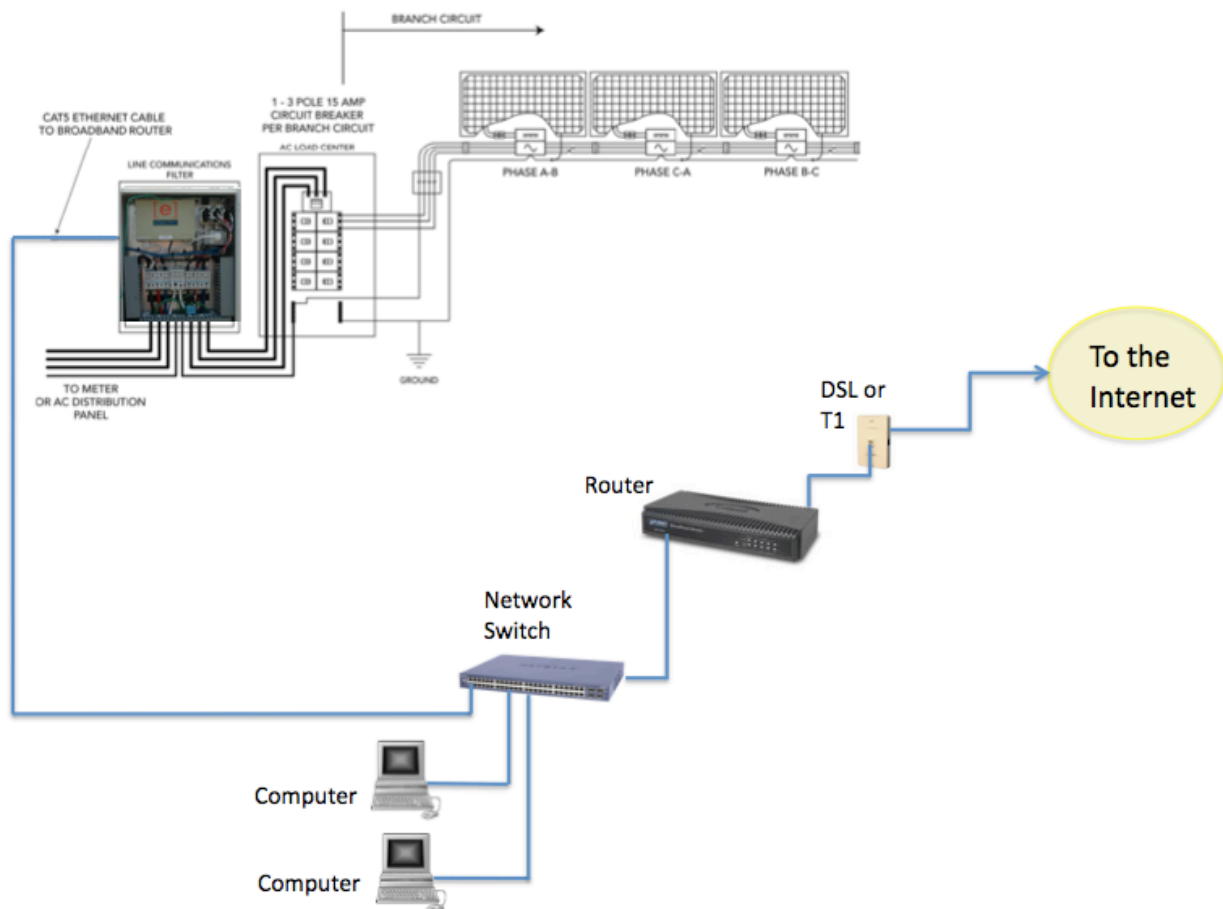 BRANCH CIRCUIT
1 - 3 POLE 15 AMP
CIRCUIT BREAKER
PER BRANCH CIRCUIT
AC LOAD CENTER
CAT5 ETHERNET CABLE
TO BROADBAND ROUTER
LINE COMMUNICATIONS
FILTER
PHASE A-B
PHASE C-A
PHASE B-C
TO METER
OR AC DISTRIBUTION
PANEL
GROUND
To the
Internet
DSL or
T1
Router
Network
Switch
Computer
Computer